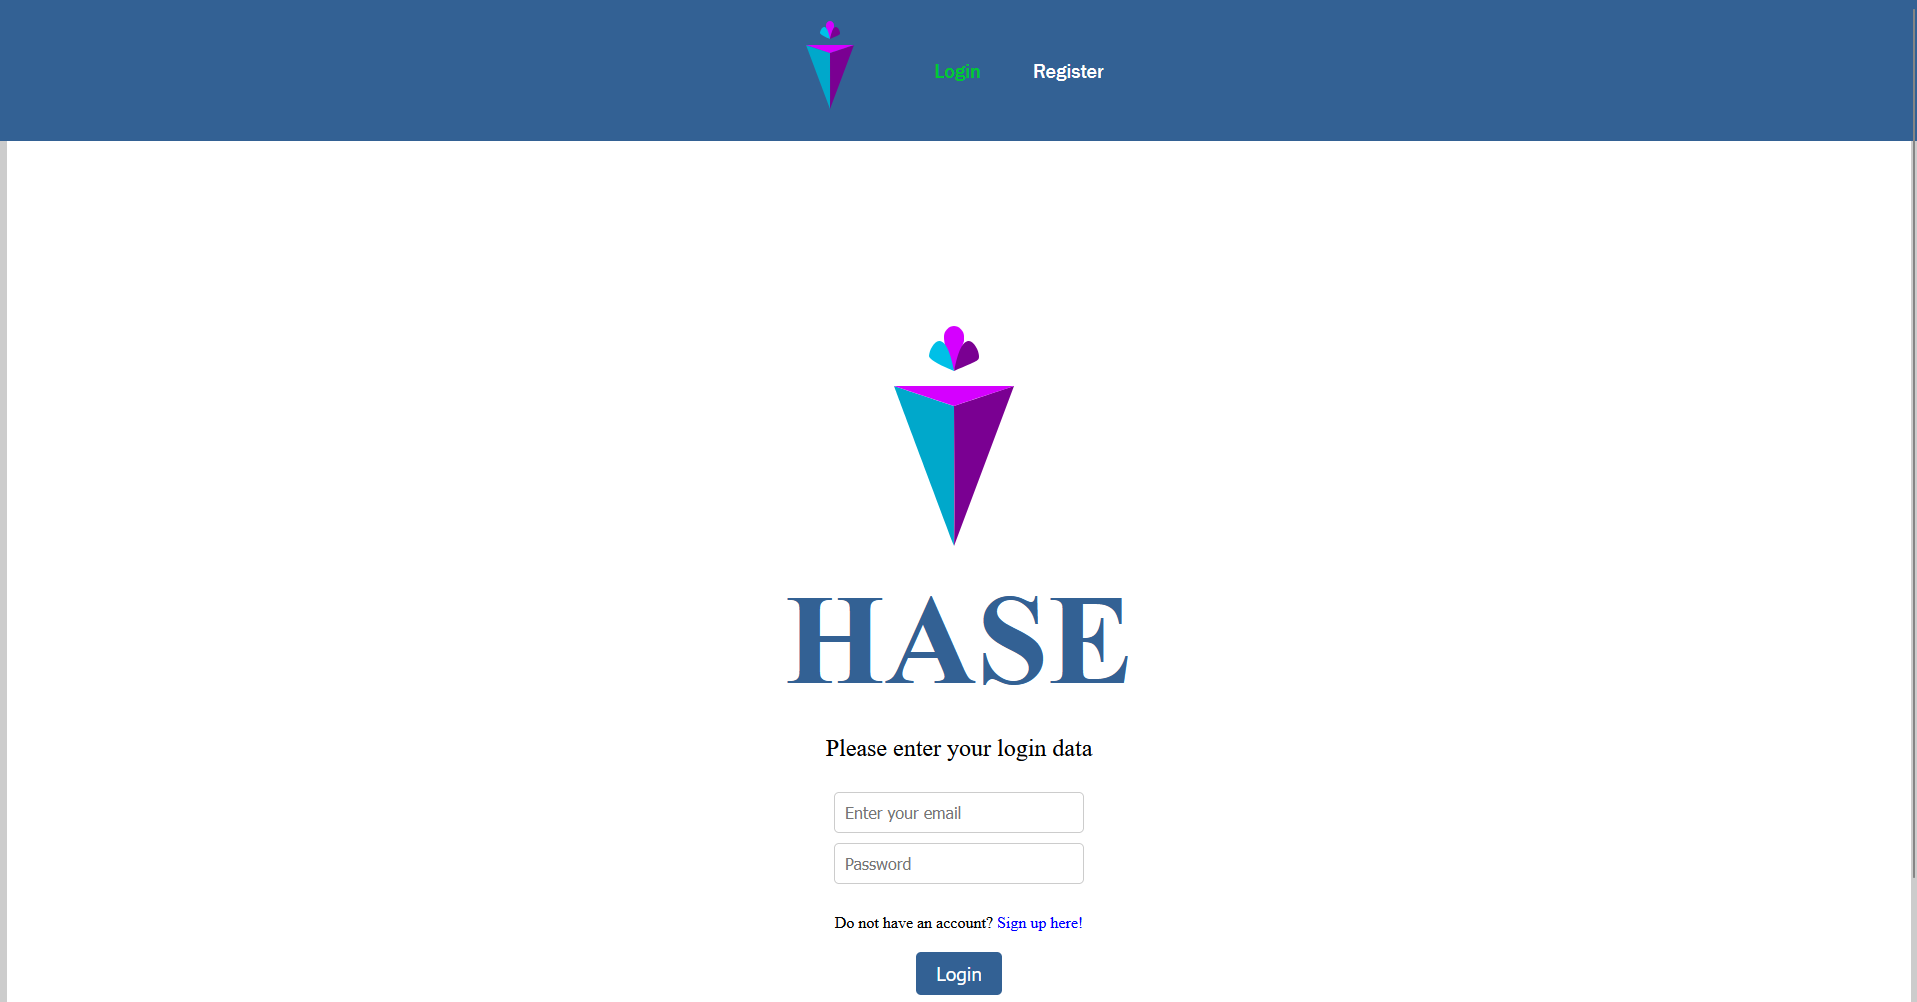 Login
Register
HASE
Please enter your login data
Enter your email
Password
Do not have an account? Sign up here!
Login